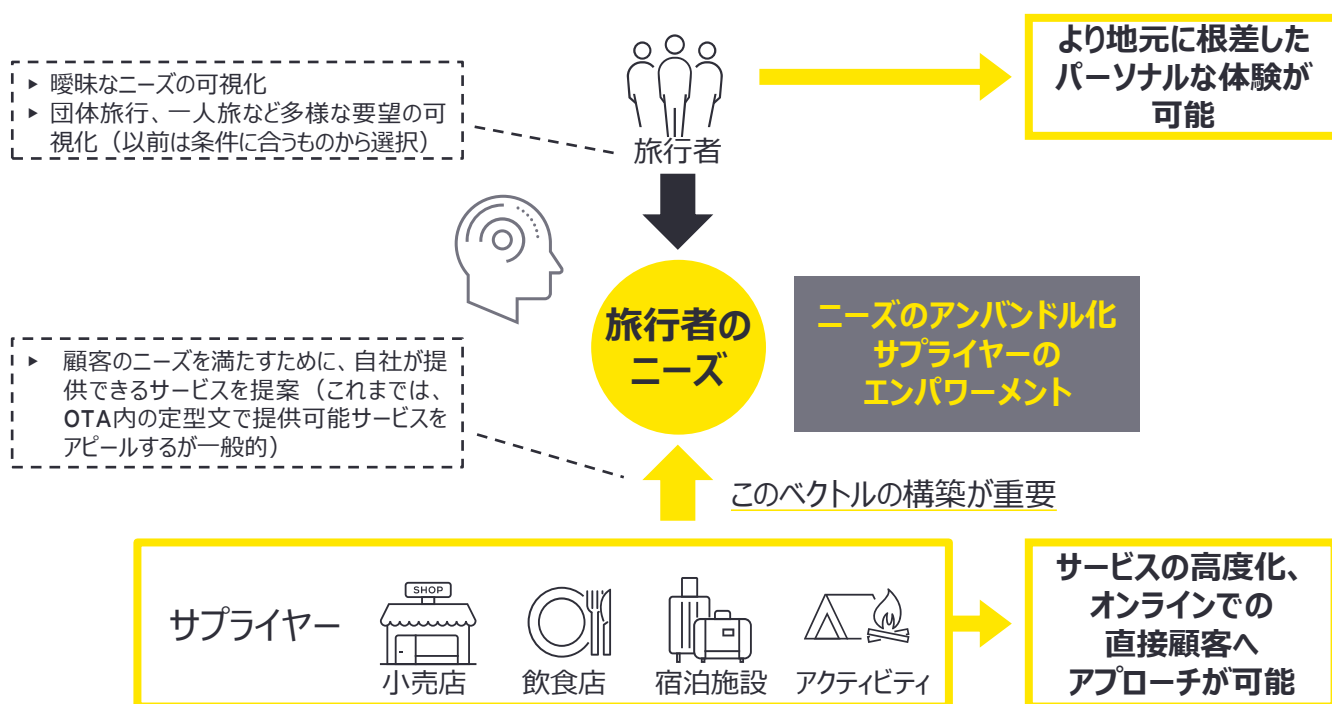 より地元に根差した
パーソナルな体験が
可能
▶ 曖昧なニーズの可視化
▶ 団体旅行、一人旅など多様な要望の可
視化（以前は条件に合うものから選択）
旅行者
旅行者の
ニーズ
ニーズのアンバンドル化
サプライヤーの
エンパワーメント
▶ 顧客のニーズを満たすために、自社が提
供できるサービスを提案（これまでは、
OTA内の定型文で提供可能サービスを
アピールするが一般的）
このベクトルの構築が重要
サプライヤー
SHOP
小売店
飲食店
宿泊施設
アクティビティ
サービスの高度化、
オンラインでの
直接顧客へ
アプローチが可能